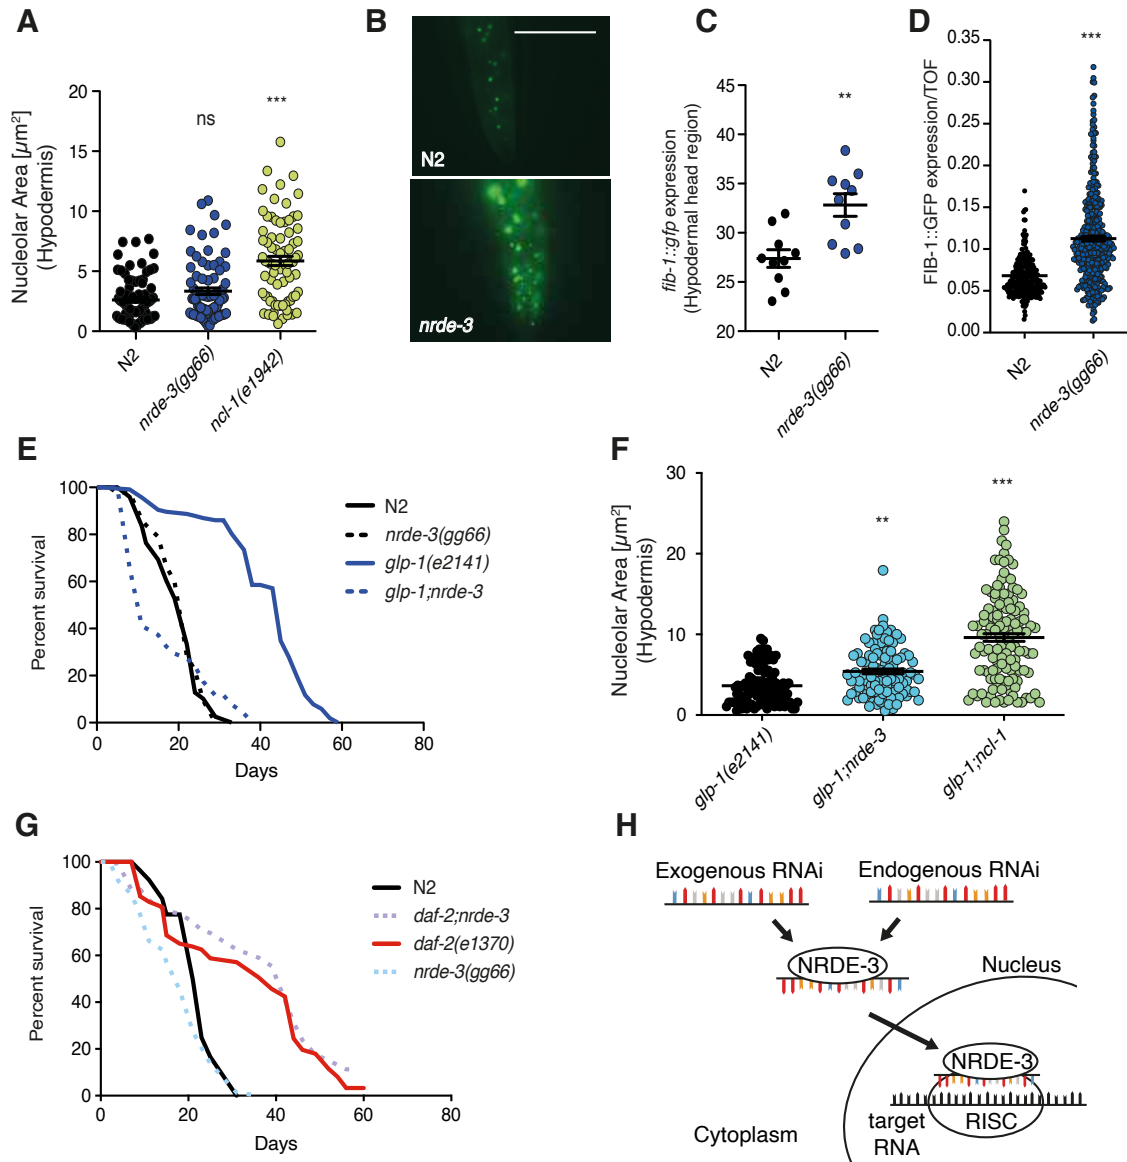 A
B
C
D
Nucleolar Area [µm²]
(Hypodermis)
20
15
10
5
0
ns
***
N2
nrde-3(gg66)
ncl-1(e1942)
N2
nrde-3
fib-1::gfp expression
(Hypodermal head region)
45
40
35
30
25
20
**
N2
nrde-3(gg66)
FIB-1::GFP expression/TOF
0.35
0.30
0.25
0.20
0.15
0.10
0.05
0.00
***
N2
nrde-3(gg66)
E
Percent survival
100
80
60
40
20
0
0 20 40 60 80
Days
N2
nrde-3(gg66)
glp-1(e2141)
glp-1;nrde-3
F
Nucleolar Area [µm²]
(Hypodermis)
30
20
10
0
**
***
glp-1(e2141)
glp-1;nrde-3
glp-1;ncl-1
G
Percent survival
100
80
60
40
20
0
0 20 40 60 80
Days
N2
daf-2;nrde-3
daf-2(e1370)
nrde-3(gg66)
H
Exogenous RNAi
Endogenous RNAi
NRDE-3
Nucleus
NRDE-3
RISC
target
RNA
Cytoplasm